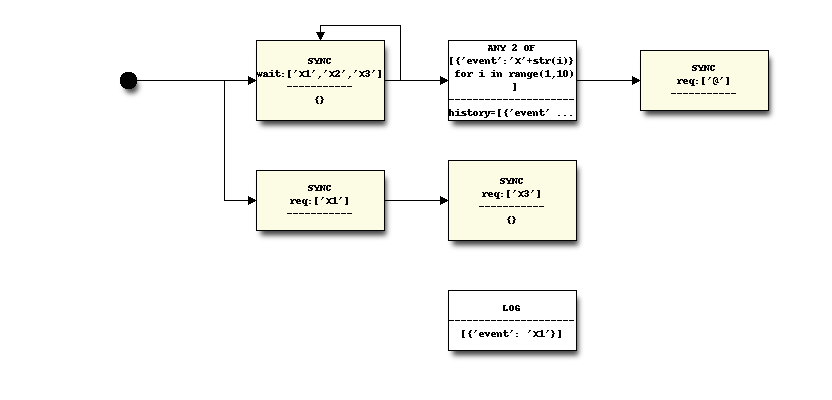 SYNC
wait:['X1','X2','X3']
-----------
{}
ANY 2 OF
[{'event':'X'+str(i)}
for i in range(1,10)
]
---------------------
history=[{'event' ...
SYNC
req:['@']
-----------
SYNC
req:['X1']
-----------
SYNC
req:['X3']
-----------
{}
LOG
---------------------
[{'event': 'X1'}]